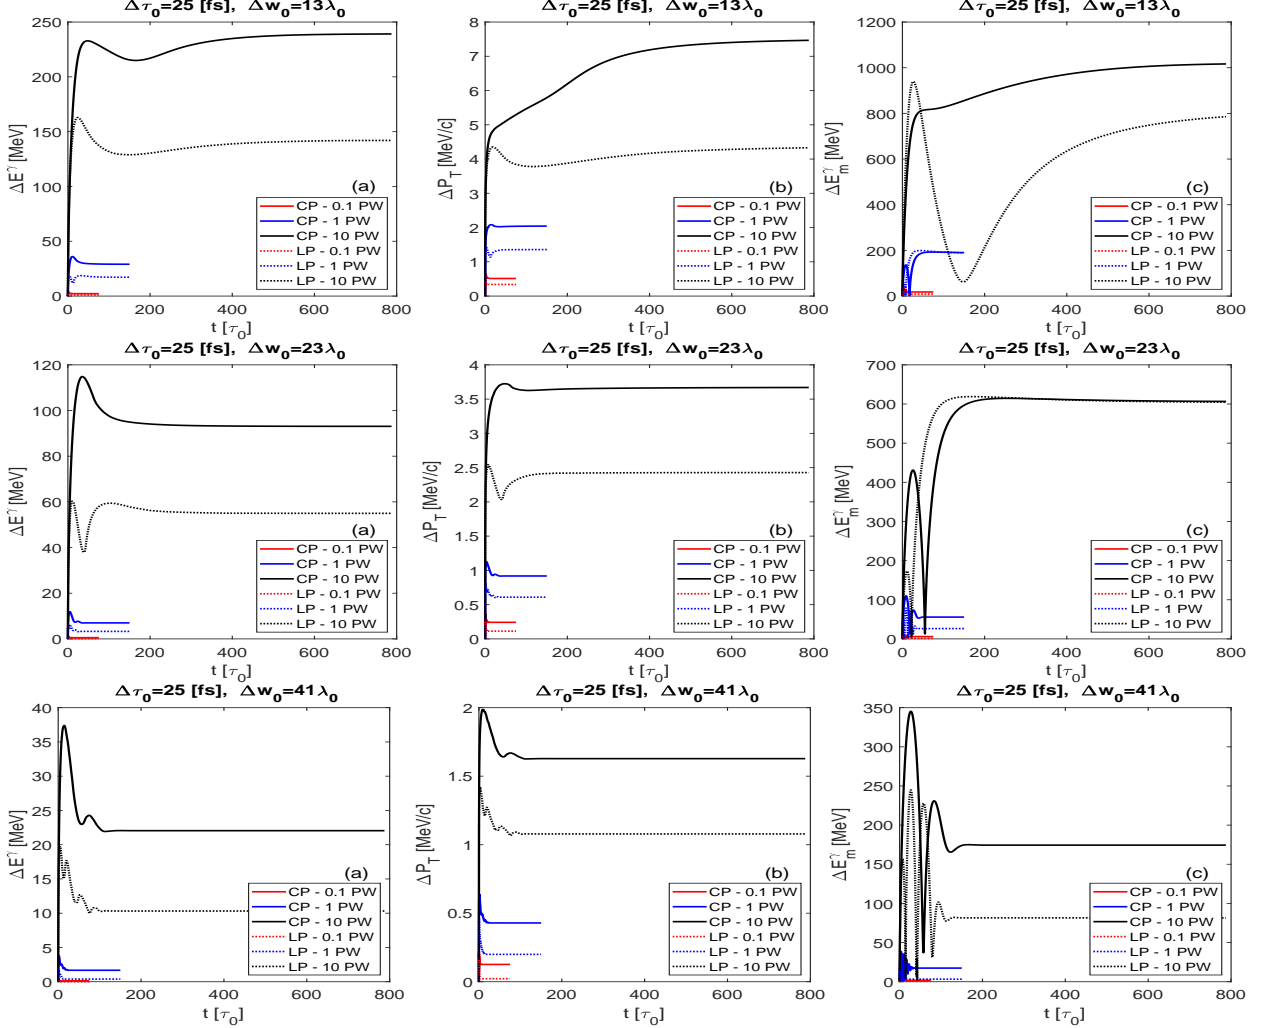 Δτ₀=25 [fs], Δw₀=13λ₀
ΔE^γ [MeV]
250
200
150
100
50
0
0 200 400 600 800
t [τ₀]
(a)
CP - 0.1 PW
CP - 1 PW
CP - 10 PW
LP - 0.1 PW
LP - 1 PW
LP - 10 PW
Δτ₀=25 [fs], Δw₀=13λ₀
ΔP_T [MeV/c]
8
7
6
5
4
3
2
1
0
0 200 400 600 800
t [τ₀]
(b)
CP - 0.1 PW
CP - 1 PW
CP - 10 PW
LP - 0.1 PW
LP - 1 PW
LP - 10 PW
Δτ₀=25 [fs], Δw₀=13λ₀
ΔE_m^γ [MeV]
1000
800
600
400
200
0
0 200 400 600 800
t [τ₀]
(c)
CP - 0.1 PW
CP - 1 PW
CP - 10 PW
LP - 0.1 PW
LP - 1 PW
LP - 10 PW
Δτ₀=25 [fs], Δw₀=23λ₀
ΔE^γ [MeV]
120
100
80
60
40
20
0
0 200 400 600 800
t [τ₀]
(a)
CP - 0.1 PW
CP - 1 PW
CP - 10 PW
LP - 0.1 PW
LP - 1 PW
LP - 10 PW
Δτ₀=25 [fs], Δw₀=23λ₀
ΔP_T [MeV/c]
4
3.5
3
2.5
2
1.5
1
0.5
0
0 200 400 600 800
t [τ₀]
(b)
CP - 0.1 PW
CP - 1 PW
CP - 10 PW
LP - 0.1 PW
LP - 1 PW
LP - 10 PW
Δτ₀=25 [fs], Δw₀=23λ₀
ΔE_m^γ [MeV]
700
600
500
400
300
200
100
0
0 200 400 600 800
t [τ₀]
(c)
CP - 0.1 PW
CP - 1 PW
CP - 10 PW
LP - 0.1 PW
LP - 1 PW
LP - 10 PW
Δτ₀=25 [fs], Δw₀=41λ₀
ΔE^γ [MeV]
40
35
30
25
20
15
10
5
0
0 200 400 600 800
t [τ₀]
(a)
CP - 0.1 PW
CP - 1 PW
CP - 10 PW
LP - 0.1 PW
LP - 1 PW
LP - 10 PW
Δτ₀=25 [fs], Δw₀=41λ₀
ΔP_T [MeV/c]
2
1.5
1
0.5
0
0 200 400 600 800
t [τ₀]
(b)
CP - 0.1 PW
CP - 1 PW
CP - 10 PW
LP - 0.1 PW
LP - 1 PW
LP - 10 PW
Δτ₀=25 [fs], Δw₀=41λ₀
ΔE_m^γ [MeV]
350
300
250
200
150
100
50
0
0 200 400 600 800
t [τ₀]
(c)
CP - 0.1 PW
CP - 1 PW
CP - 10 PW
LP - 0.1 PW
LP - 1 PW
LP - 10 PW